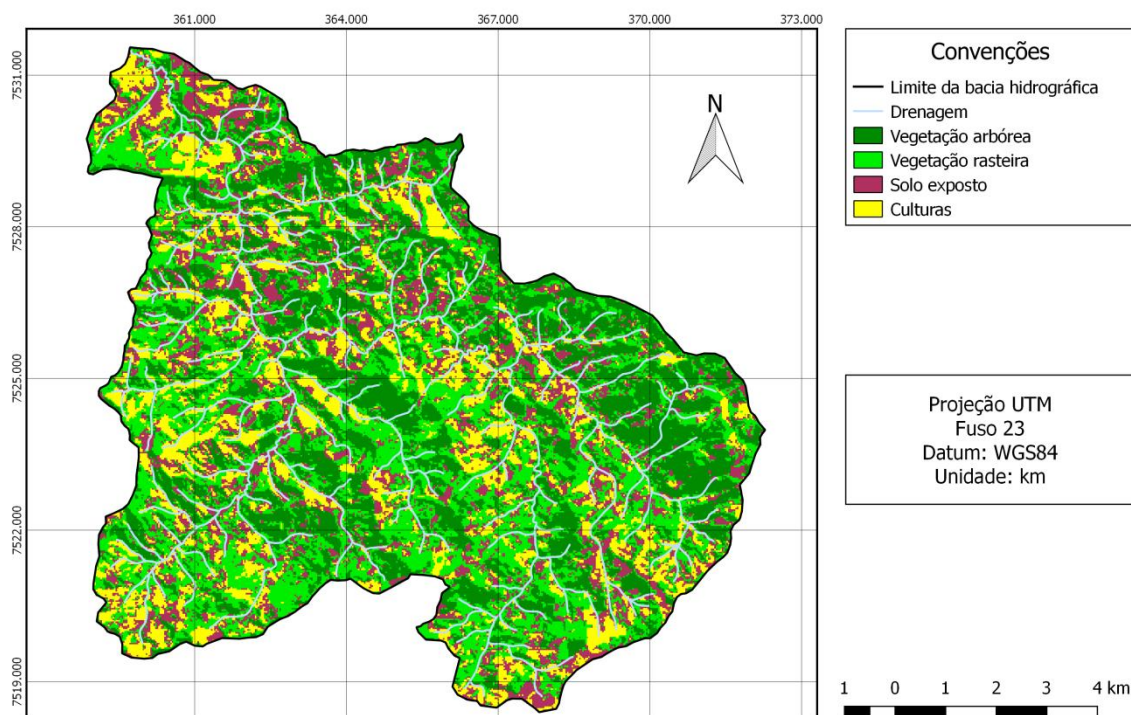 361.000
364.000
367.000
370.000
373.000
7531.000
7528.000
7525.000
7522.000
7519.000
N
Convenções
Limite da bacia hidrográfica
Drenagem
Vegetação arbórea
Vegetação rasteira
Solo exposto
Culturas
Projeção UTM
Fuso 23
Datum: WGS84
Unidade: km
1 0 1 2 3 4 km